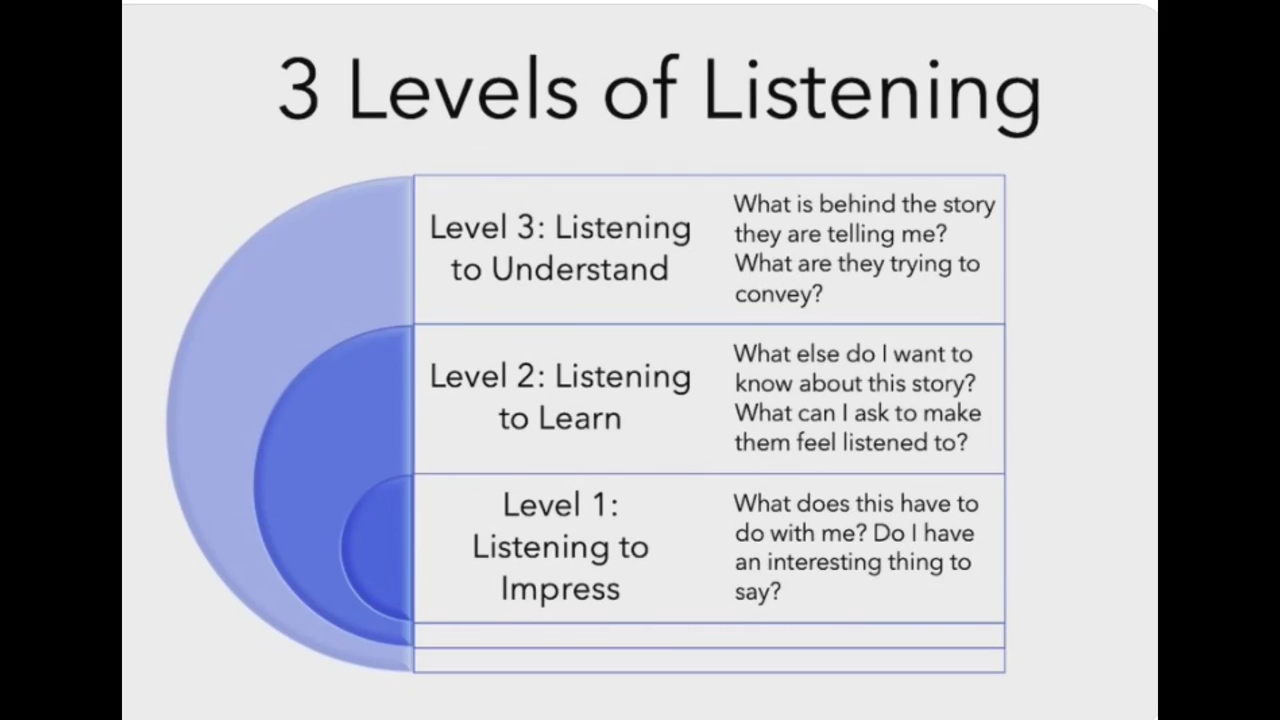 3 Levels of Listening
Level 3: Listening
to Understand
What is behind the story
they are telling me?
What are they trying to
convey?
Level 2: Listening
to Learn
What else do I want to
know about this story?
What can I ask to make
them feel listened to?
Level 1:
Listening to
Impress
What does this have to
do with me? Do I have
an interesting thing to
say?